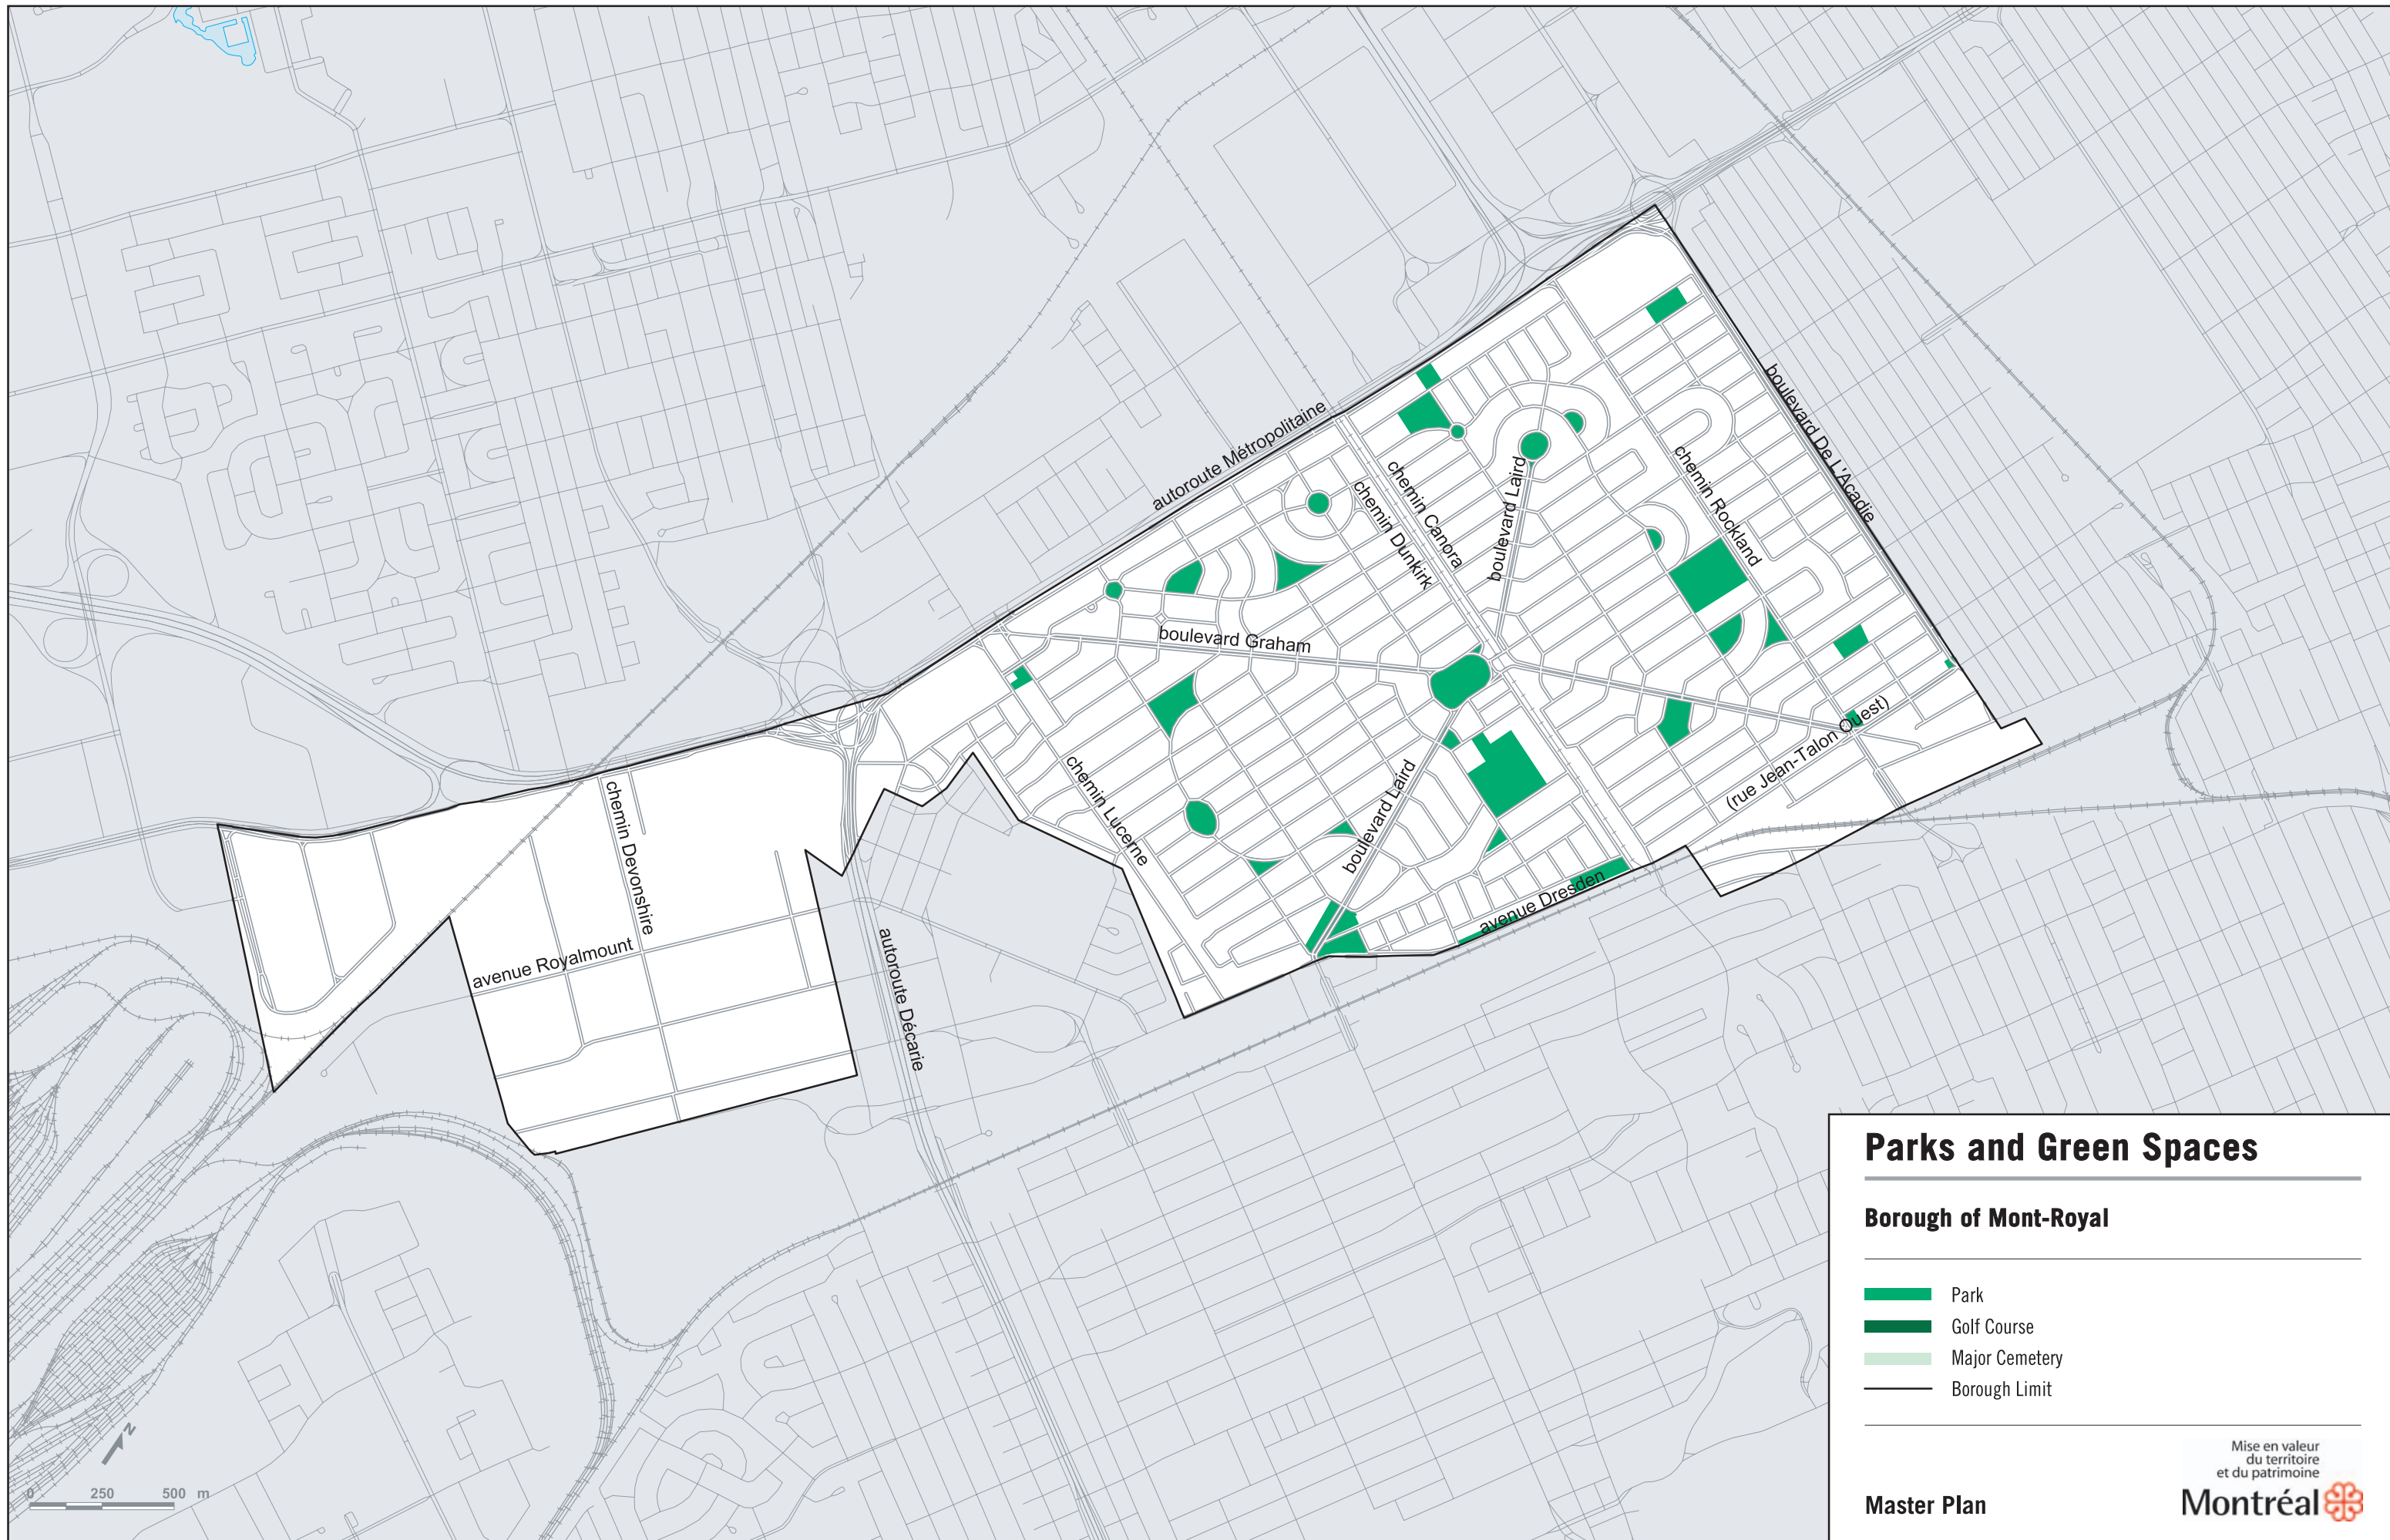 autoroute Métropolitaine
boulevard De L'Acadie
chemin Rockland
chemin Canora
chemin Dunkirk
boulevard Laird
boulevard Graham
(rue Jean-Talon Ouest)
chemin Lucerne
boulevard Laird
chemin Devonshire
avenue Dresden
avenue Royalmount
autoroute Décarie
Parks and Green Spaces
Borough of Mont-Royal
Park
Golf Course
Major Cemetery
Borough Limit
N
0 250 500 m
Mise en valeur
du territoire
et du patrimoine
Master Plan
Montréal